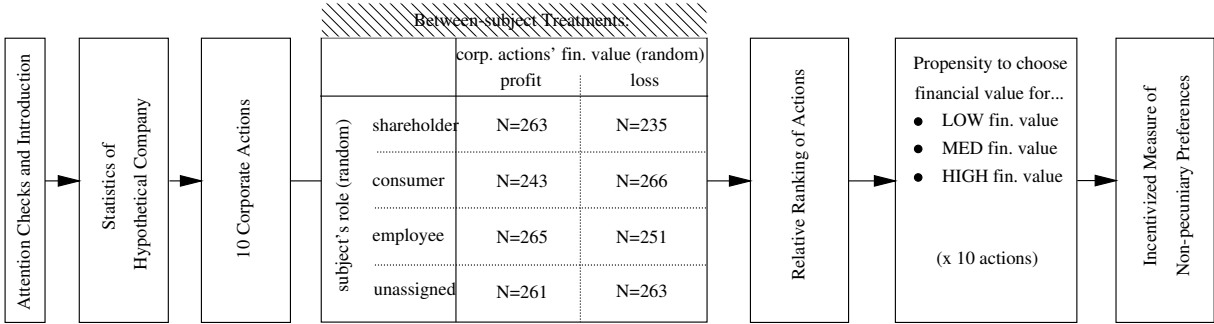 Attention Checks and Introduction
Statistics of
Hypothetical Company
10 Corporate Actions
Between-subject Treatments:
corp. actions' fin. value (random)
profit loss
subject's role (random)
shareholder N=263 N=235
consumer N=243 N=266
employee N=265 N=251
unassigned N=261 N=263
Relative Ranking of Actions
Propensity to choose
financial value for...
● LOW fin. value
● MED fin. value
● HIGH fin. value
(x 10 actions)
Incentivized Measure of
Non-pecuniary Preferences